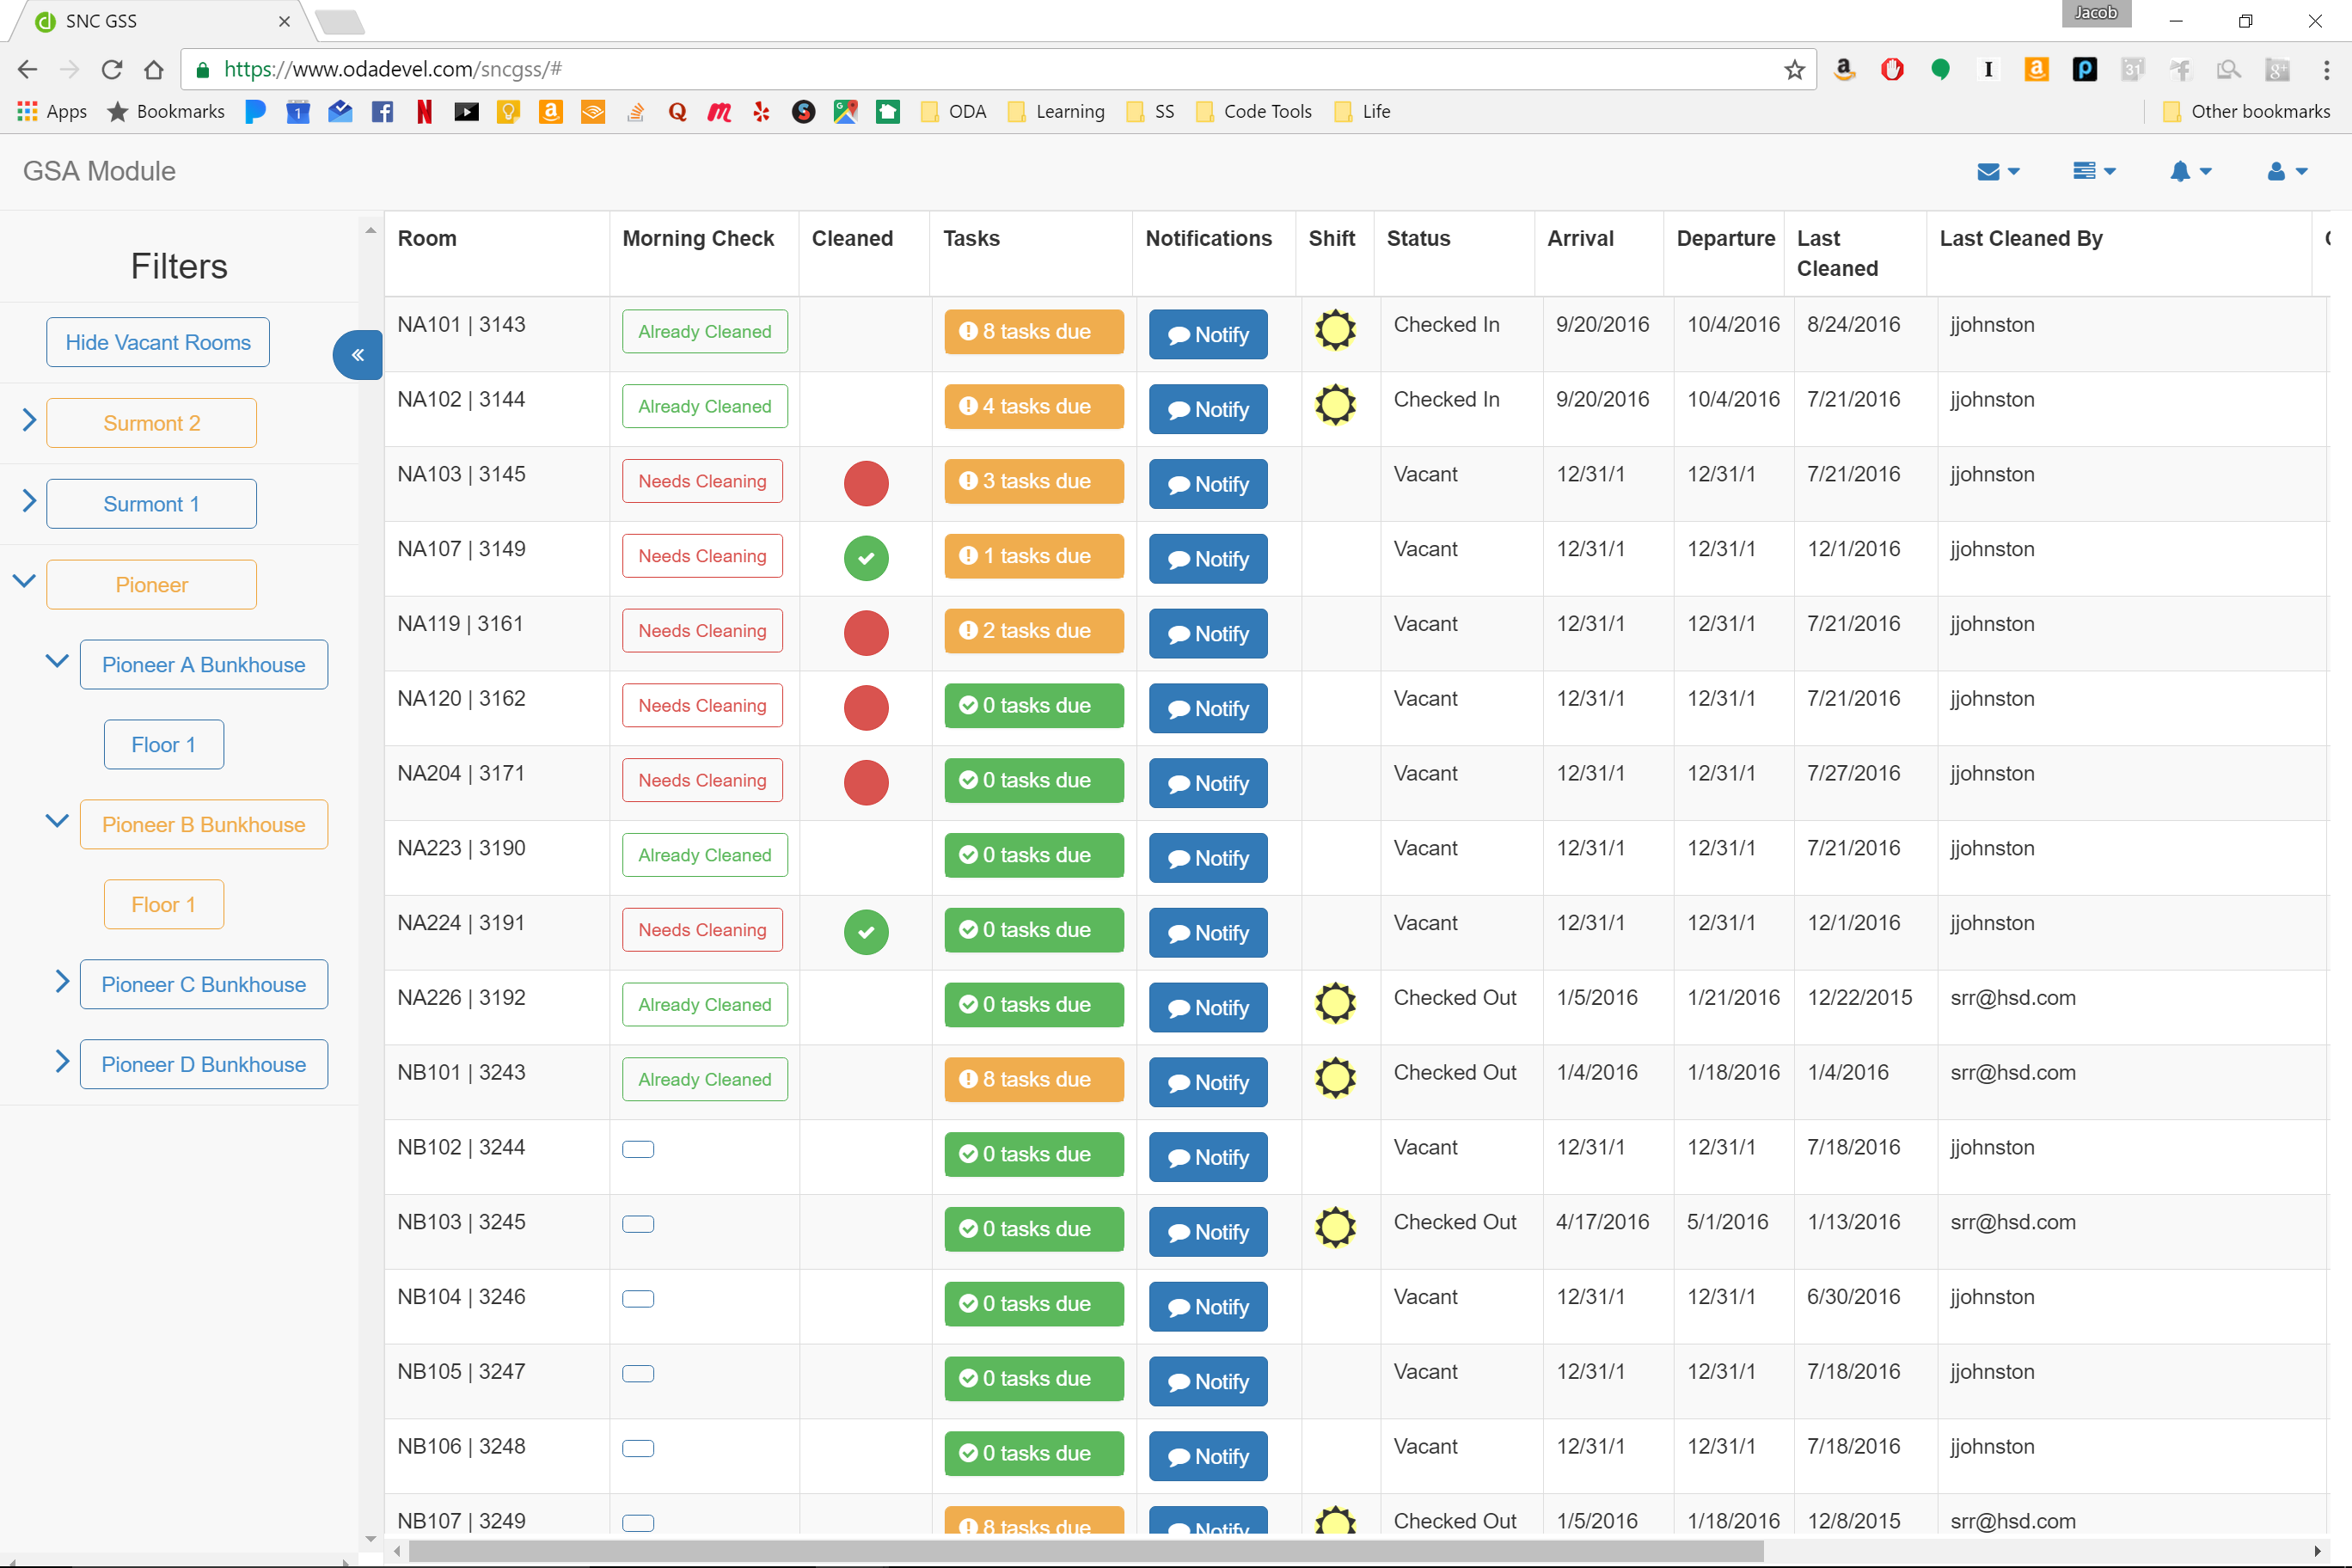 SNC GSS
Jacob
https://www.odadevel.com/sncgss/#
Apps Bookmarks ODA Learning SS Code Tools Life Other bookmarks
GSA Module
Filters
Hide Vacant Rooms
Surmont 2
Surmont 1
Pioneer
Pioneer A Bunkhouse
Floor 1
Pioneer B Bunkhouse
Floor 1
Pioneer C Bunkhouse
Pioneer D Bunkhouse
Room Morning Check Cleaned Tasks Notifications Shift Status Arrival Departure Last Cleaned Last Cleaned By
NA101 | 3143 Already Cleaned 8 tasks due Notify Checked In 9/20/2016 10/4/2016 8/24/2016 jjohnston
NA102 | 3144 Already Cleaned 4 tasks due Notify Checked In 9/20/2016 10/4/2016 7/21/2016 jjohnston
NA103 | 3145 Needs Cleaning 3 tasks due Notify Vacant 12/31/1 12/31/1 7/21/2016 jjohnston
NA107 | 3149 Needs Cleaning 1 tasks due Notify Vacant 12/31/1 12/31/1 12/1/2016 jjohnston
NA119 | 3161 Needs Cleaning 2 tasks due Notify Vacant 12/31/1 12/31/1 7/21/2016 jjohnston
NA120 | 3162 Needs Cleaning 0 tasks due Notify Vacant 12/31/1 12/31/1 7/21/2016 jjohnston
NA204 | 3171 Needs Cleaning 0 tasks due Notify Vacant 12/31/1 12/31/1 7/27/2016 jjohnston
NA223 | 3190 Already Cleaned 0 tasks due Notify Vacant 12/31/1 12/31/1 7/21/2016 jjohnston
NA224 | 3191 Needs Cleaning 0 tasks due Notify Vacant 12/31/1 12/31/1 12/1/2016 jjohnston
NA226 | 3192 Already Cleaned 0 tasks due Notify Checked Out 1/5/2016 1/21/2016 12/22/2015 srr@hsd.com
NB101 | 3243 Already Cleaned 8 tasks due Notify Checked Out 1/4/2016 1/18/2016 1/4/2016 srr@hsd.com
NB102 | 3244 0 tasks due Notify Vacant 12/31/1 12/31/1 7/18/2016 jjohnston
NB103 | 3245 0 tasks due Notify Checked Out 4/17/2016 5/1/2016 1/13/2016 srr@hsd.com
NB104 | 3246 0 tasks due Notify Vacant 12/31/1 12/31/1 6/30/2016 jjohnston
NB105 | 3247 0 tasks due Notify Vacant 12/31/1 12/31/1 7/18/2016 jjohnston
NB106 | 3248 0 tasks due Notify Vacant 12/31/1 12/31/1 7/18/2016 jjohnston
NB107 | 3249 8 tasks due Notify Checked Out 1/5/2016 1/18/2016 12/8/2015 srr@hsd.com